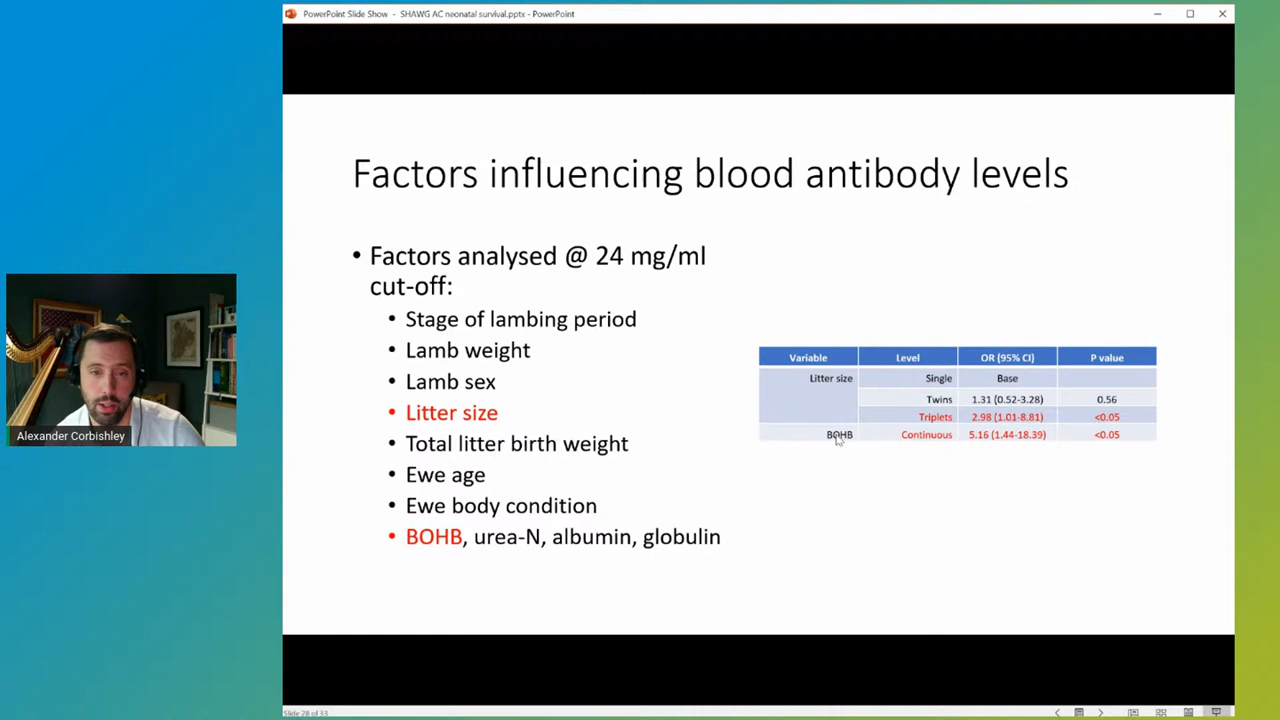 PowerPoint Slide Show - SHAWG AC neonatal survival.pptx - PowerPoint
Factors influencing blood antibody levels
• Factors analysed @ 24 mg/ml
cut-off:
• Stage of lambing period
• Lamb weight
• Lamb sex
• Litter size
• Total litter birth weight
• Ewe age
• Ewe body condition
• BOHB, urea-N, albumin, globulin
Variable Level OR (95% CI) P value
Litter size Single Base
Twins 1.31 (0.52-3.28) 0.56
Triplets 2.98 (1.01-8.81) <0.05
BOHB Continuous 5.16 (1.44-18.39) <0.05
Alexander Corbishley
Slide 28 of 33